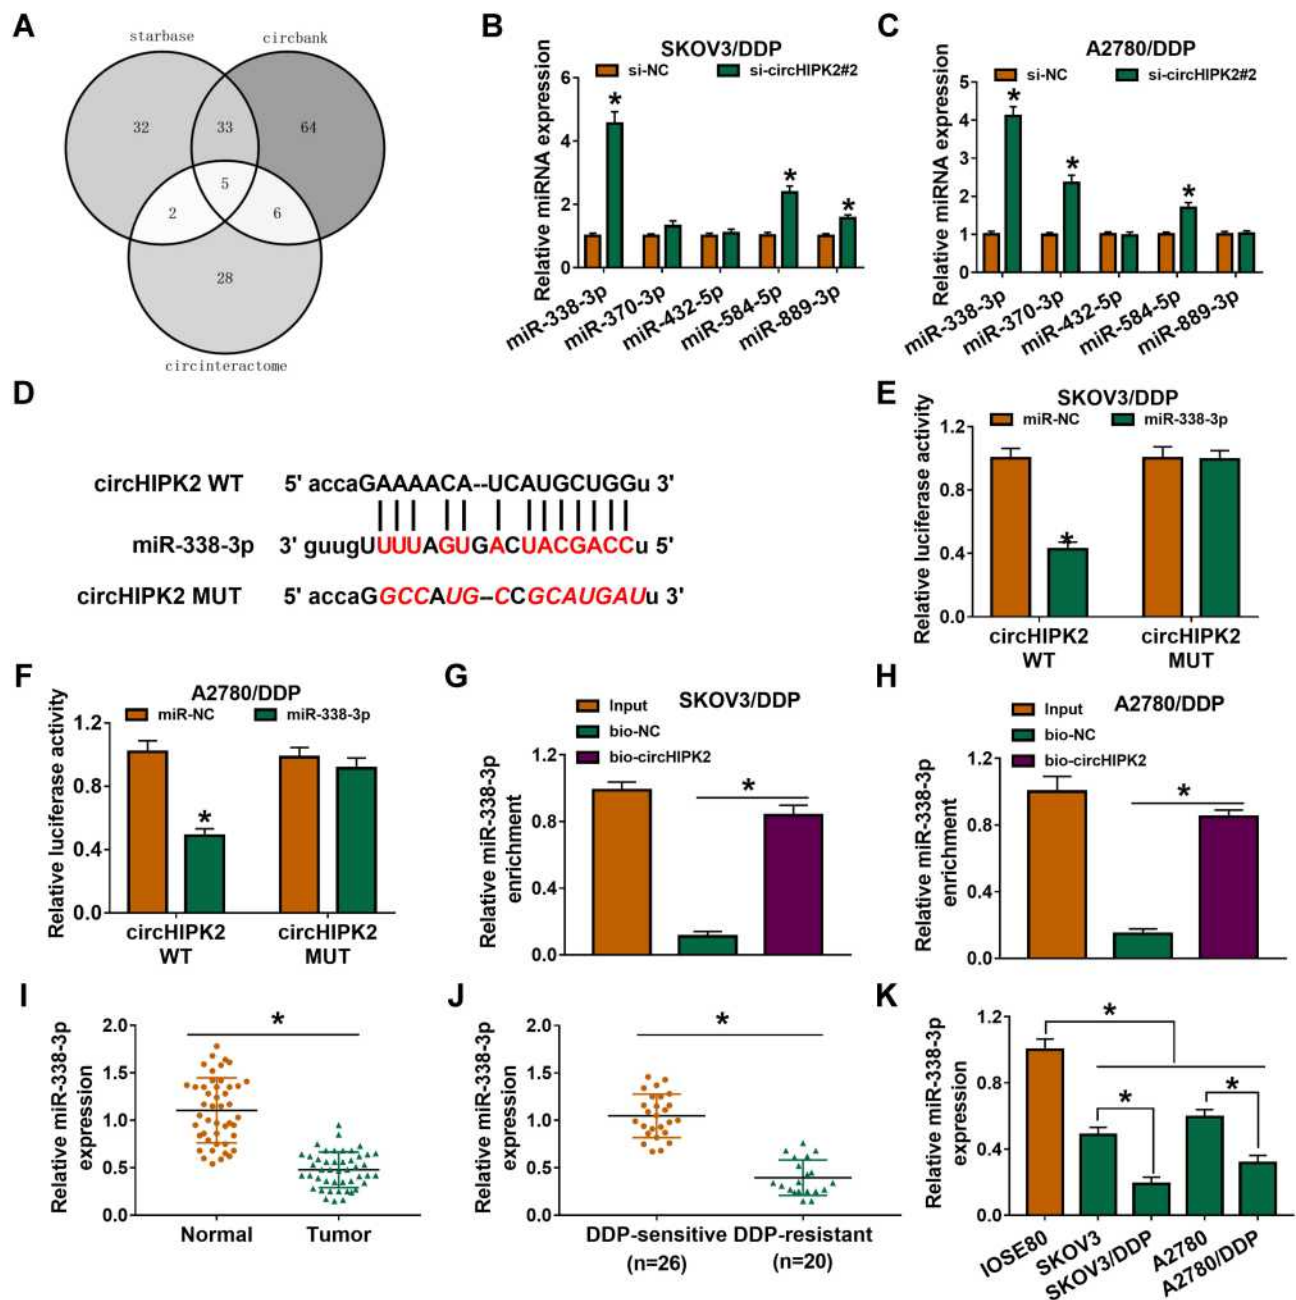 A
starbase
circbank
32
33
64
5
2
6
28
circinteractome
B
SKOV3/DDP
si-NC
si-circHIPK2#2
Relative miRNA expression
6
4
2
0
*
*
*
miR-338-3p
miR-370-3p
miR-432-5p
miR-584-5p
miR-889-3p
C
A2780/DDP
si-NC
si-circHIPK2#2
Relative miRNA expression
5
4
3
2
1
0
*
*
*
miR-338-3p
miR-370-3p
miR-432-5p
miR-584-5p
miR-889-3p
D
circHIPK2 WT 5' accaGAAAACA--UCAUGCUGGu 3'
miR-338-3p 3' guugUUUUAGUGACUACGACCu 5'
circHIPK2 MUT 5' accaGGCCAUG--CCGCAUGAUu 3'
E
SKOV3/DDP
miR-NC
miR-338-3p
Relative luciferase activity
1.2
0.8
0.4
0.0
*
circHIPK2
WT
circHIPK2
MUT
F
A2780/DDP
miR-NC
miR-338-3p
Relative luciferase activity
1.2
0.8
0.4
0.0
*
circHIPK2
WT
circHIPK2
MUT
G
SKOV3/DDP
Input
bio-NC
bio-circHIPK2
Relative miR-338-3p
enrichment
1.2
0.8
0.4
0.0
*
H
A2780/DDP
Input
bio-NC
bio-circHIPK2
Relative miR-338-3p
enrichment
1.2
0.8
0.4
0.0
*
I
Relative miR-338-3p
expression
2.0
1.5
1.0
0.5
0.0
*
Normal
Tumor
J
Relative miR-338-3p
expression
2.0
1.5
1.0
0.5
0.0
*
DDP-sensitive
(n=26)
DDP-resistant
(n=20)
K
Relative miR-338-3p
expression
1.2
0.8
0.4
0.0
*
*
*
IOSE80
SKOV3
SKOV3/DDP
A2780
A2780/DDP